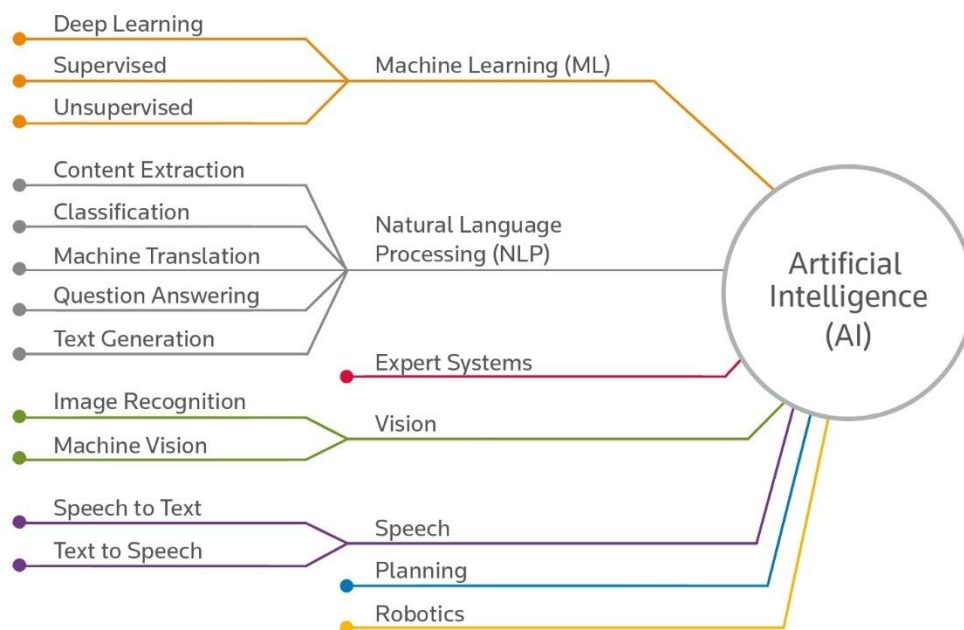 Deep Learning
Supervised
Unsupervised
Machine Learning (ML)
Content Extraction
Classification
Machine Translation
Question Answering
Text Generation
Natural Language
Processing (NLP)
Expert Systems
Image Recognition
Machine Vision
Vision
Speech to Text
Text to Speech
Speech
Planning
Robotics
Artificial
Intelligence
(AI)